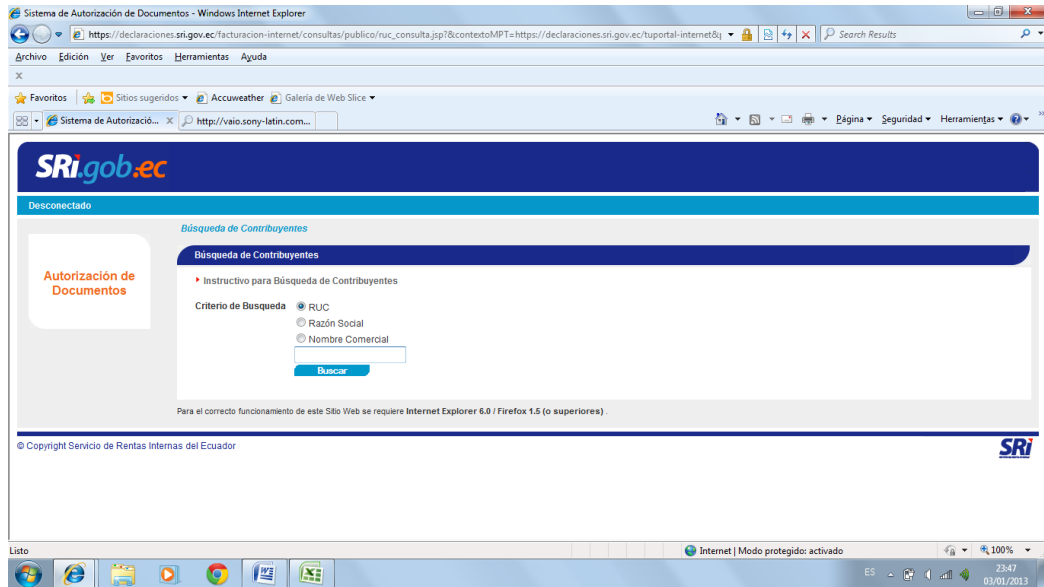 Sistema de Autorización de Documentos - Windows Internet Explorer
https://declaraciones.sri.gov.ec/facturacion-internet/consultas/publico/ruc_consulta.jsp?&contextoMPT=https://declaraciones.sri.gov.ec/tuportal-internet& Search Results
Archivo Edición Ver Favoritos Herramientas Ayuda
x
Favoritos Sitios sugeridos Accuweather Galería de Web Slice
Sistema de Autorizació... X http://vaio.sony-latin.com... Página Seguridad Herramientas
SRi.gob.ec
Desconectado
Búsqueda de Contribuyentes
Búsqueda de Contribuyentes
Autorización de
Documentos
Instructivo para Búsqueda de Contribuyentes
Criterio de Busqueda RUC
Razón Social
Nombre Comercial
Buscar
Para el correcto funcionamiento de este Sitio Web se requiere Internet Explorer 6.0 / Firefox 1.5 (o superiores) .
© Copyright Servicio de Rentas Internas del Ecuador
SRi
Listo Internet | Modo protegido: activado 100%
ES 23:47
03/01/2013